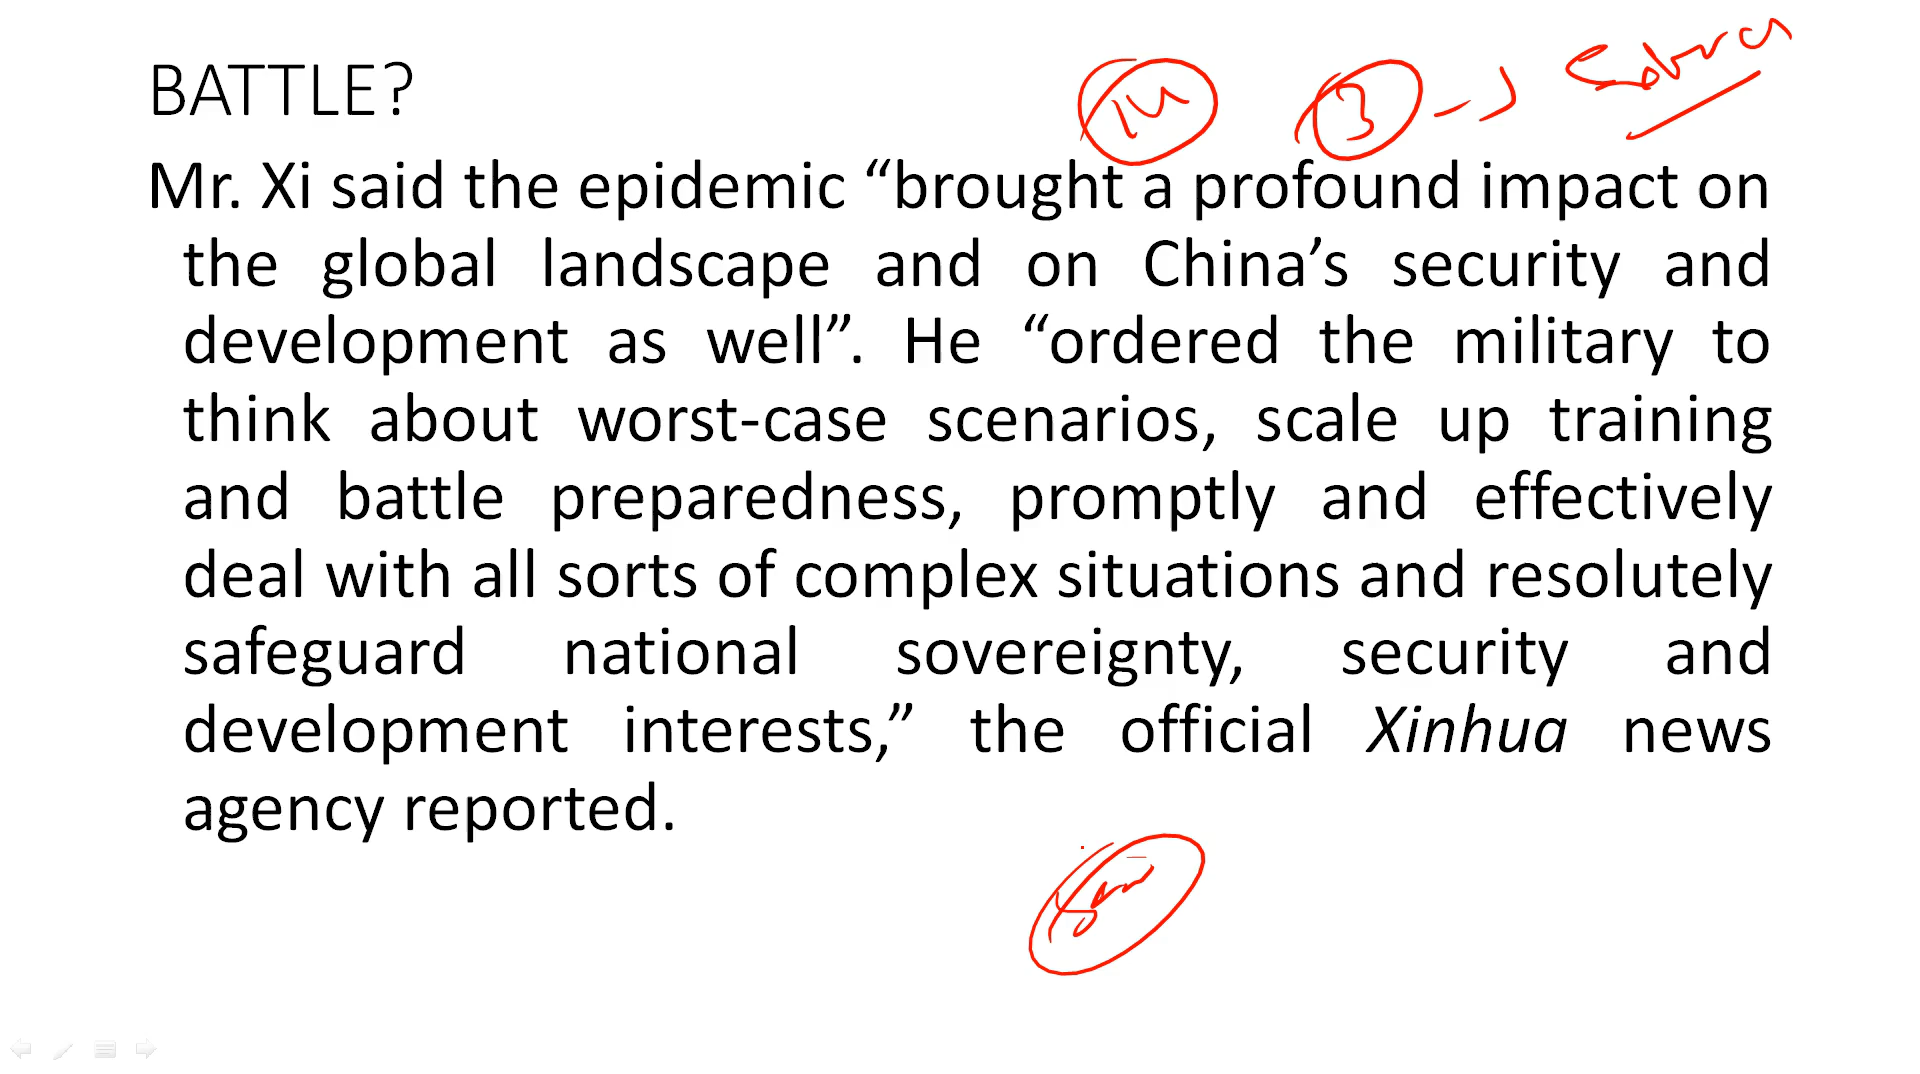 BATTLE?
14
3
Mr. Xi said the epidemic “brought a profound impact on
the global landscape and on China’s security and
development as well”. He “ordered the military to
think about worst-case scenarios, scale up training
and battle preparedness, promptly and effectively
deal with all sorts of complex situations and resolutely
safeguard national sovereignty, security and
development interests,” the official Xinhua news
agency reported.